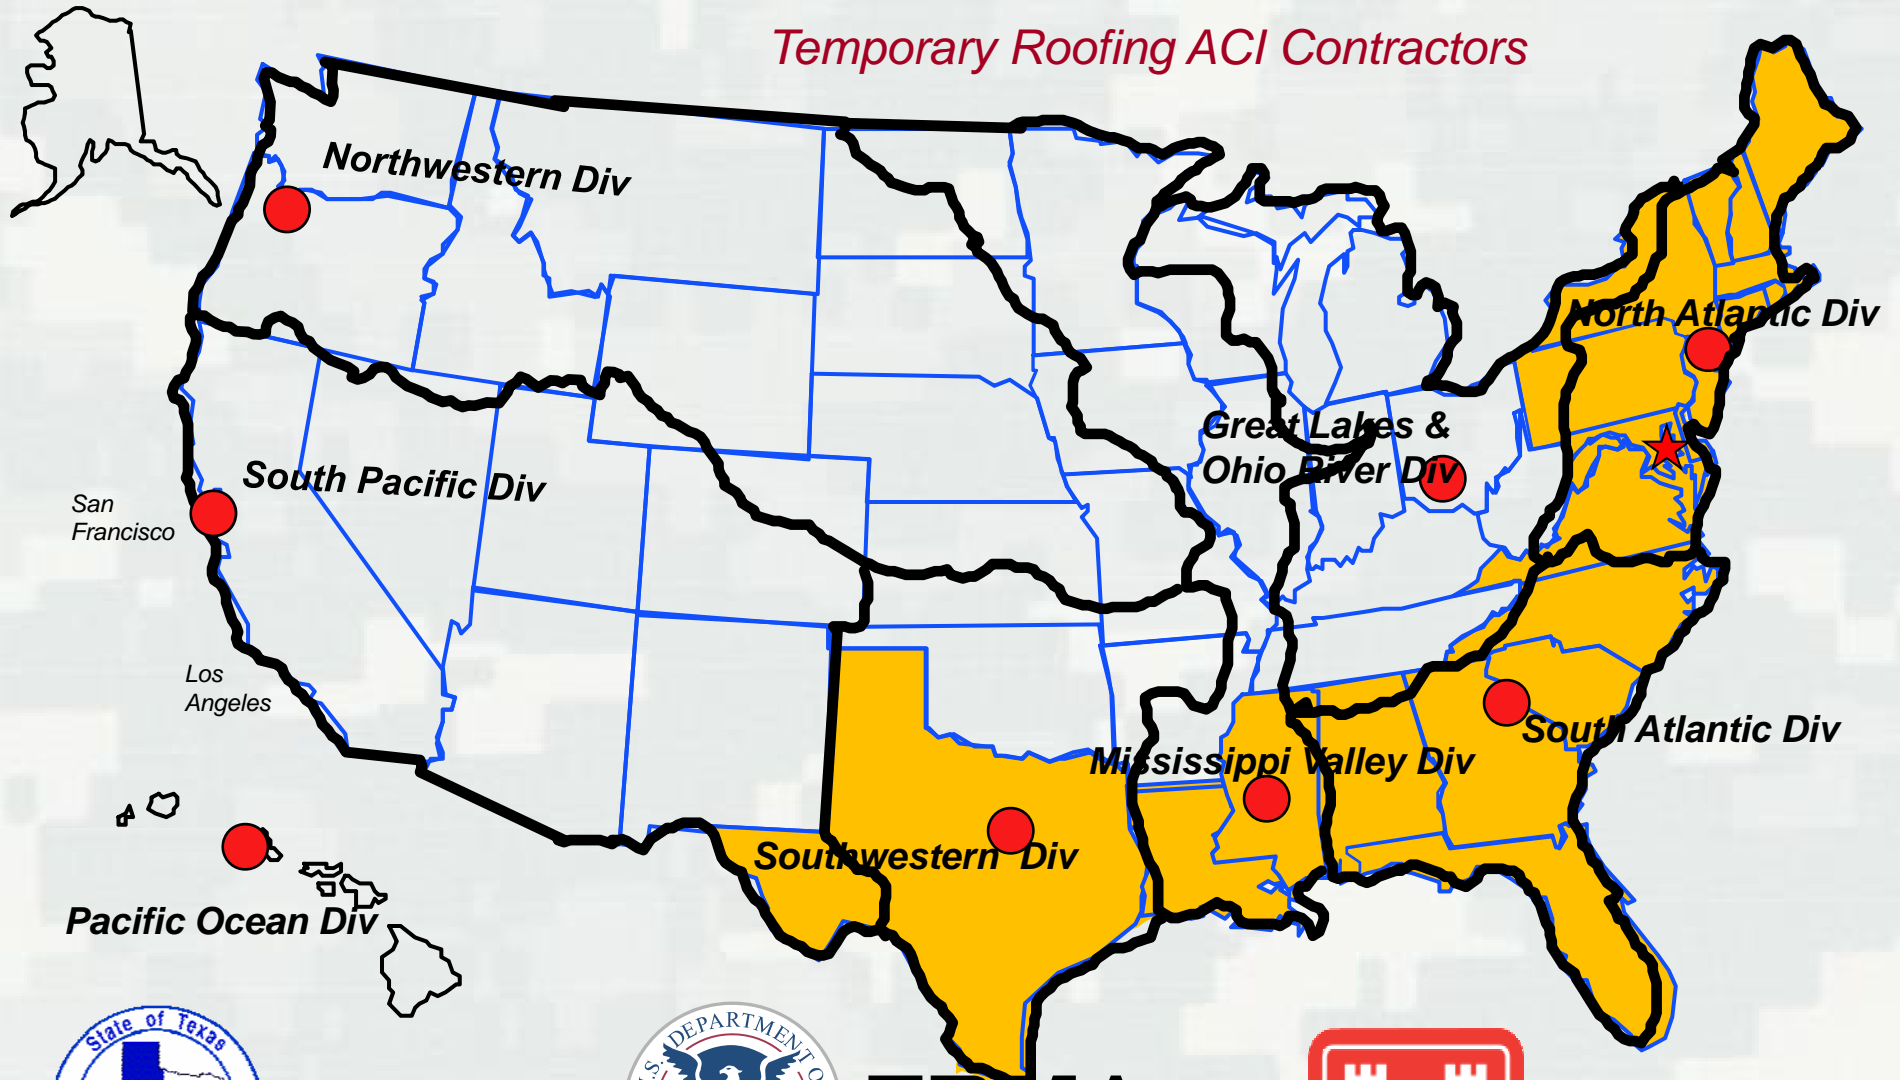 Temporary Roofing ACI Contractors
Northwestern Div
North Atlantic Div
Great Lakes &
Ohio River Div
South Pacific Div
San
Francisco
Los
Angeles
South Atlantic Div
Mississippi Valley Div
Southwestern Div
Pacific Ocean Div
State of Texas
U.S. DEPARTMENT O